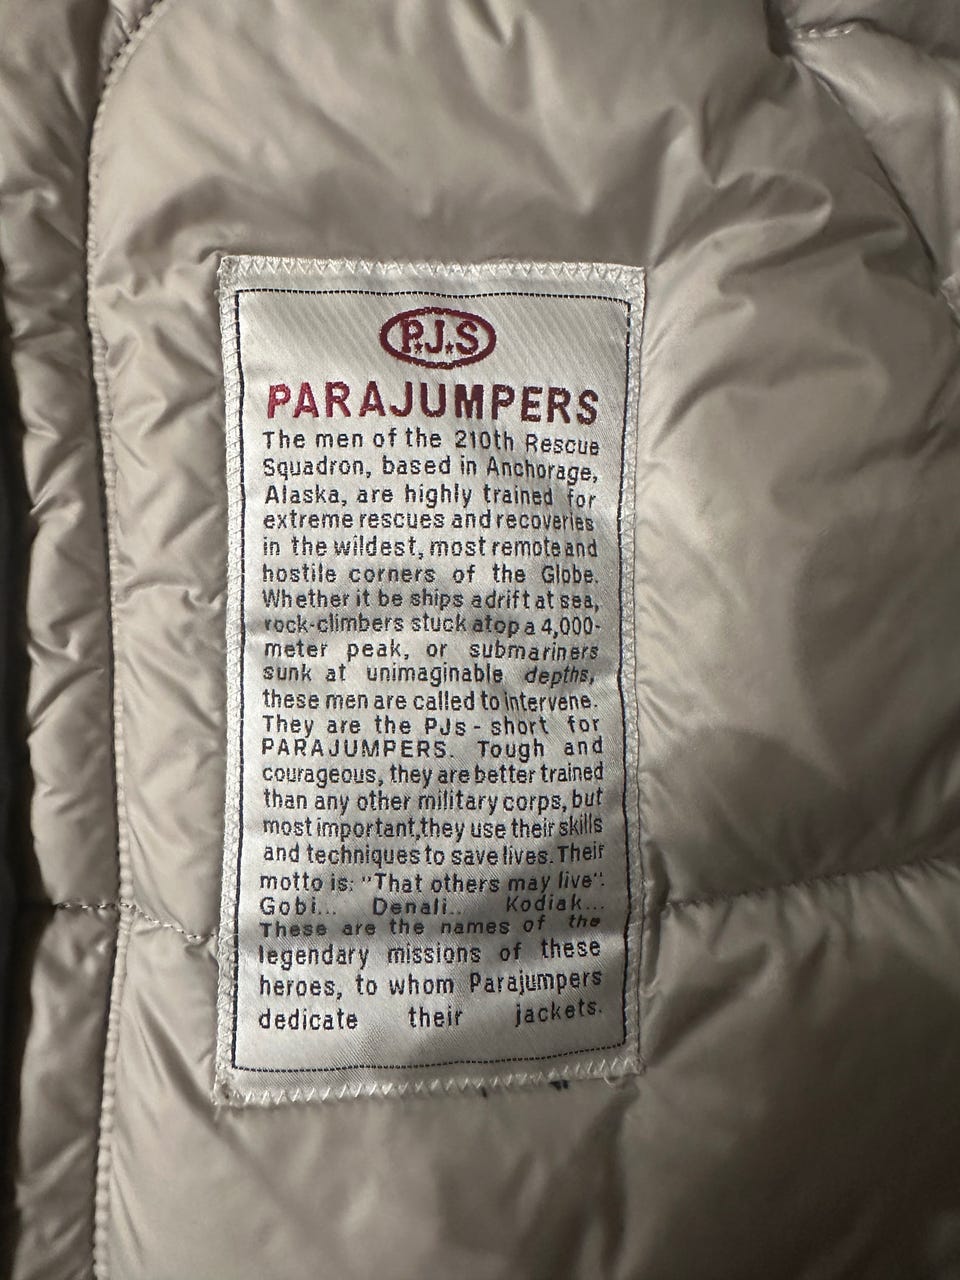 P.J.S
PARAJUMPERS
The men of the 210th Rescue
Squadron, based in Anchorage,
Alaska, are highly trained for
extreme rescues and recoveries
in the wildest, most remote and
hostile corners of the Globe.
Whether it be ships adrift at sea,
rock-climbers stuck atop a 4,000-
meter peak, or submariners
sunk at unimaginable depths,
these men are called to intervene.
They are the PJs - short for
PARAJUMPERS. Tough and
courageous, they are better trained
than any other military corps, but
most important,they use their skills
and techniques to save lives. Their
motto is: "That others may live".
Gobi... Denali.. Kodiak...
These are the names of the
legendary missions of these
heroes, to whom Parajumpers
dedicate their jackets.